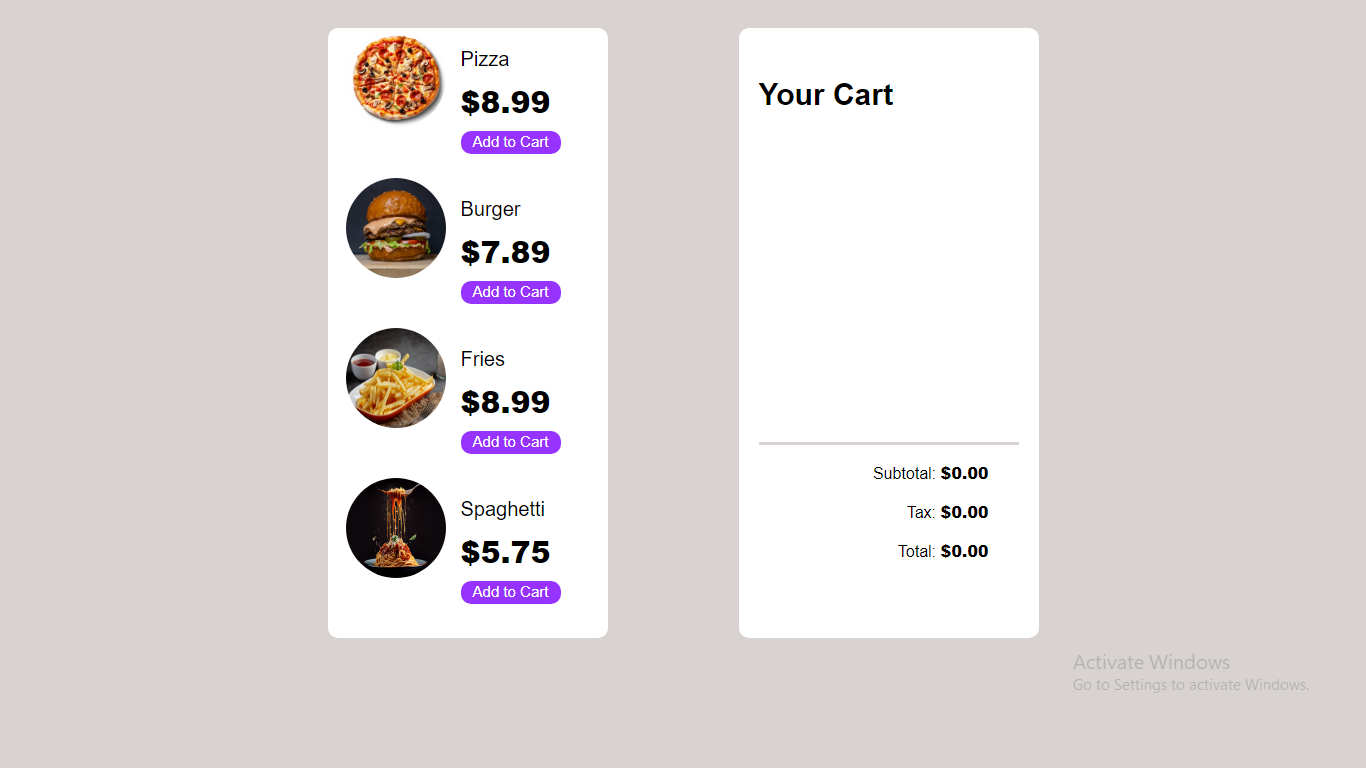 Pizza
$8.99
Add to Cart
Burger
$7.89
Add to Cart
Fries
$8.99
Add to Cart
Spaghetti
$5.75
Add to Cart
Your Cart
Subtotal: $0.00
Tax: $0.00
Total: $0.00
Activate Windows
Go to Settings to activate Windows.